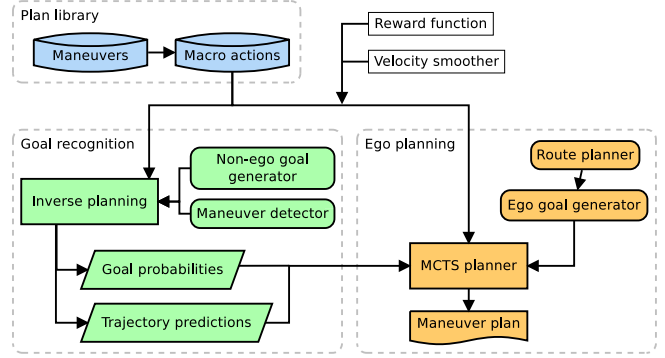 Plan library
Maneuvers
Macro actions
Reward function
Velocity smoother
Goal recognition
Non-ego goal
generator
Inverse planning
Maneuver detector
Goal probabilities
Trajectory predictions
Ego planning
Route planner
Ego goal generator
MCTS planner
Maneuver plan